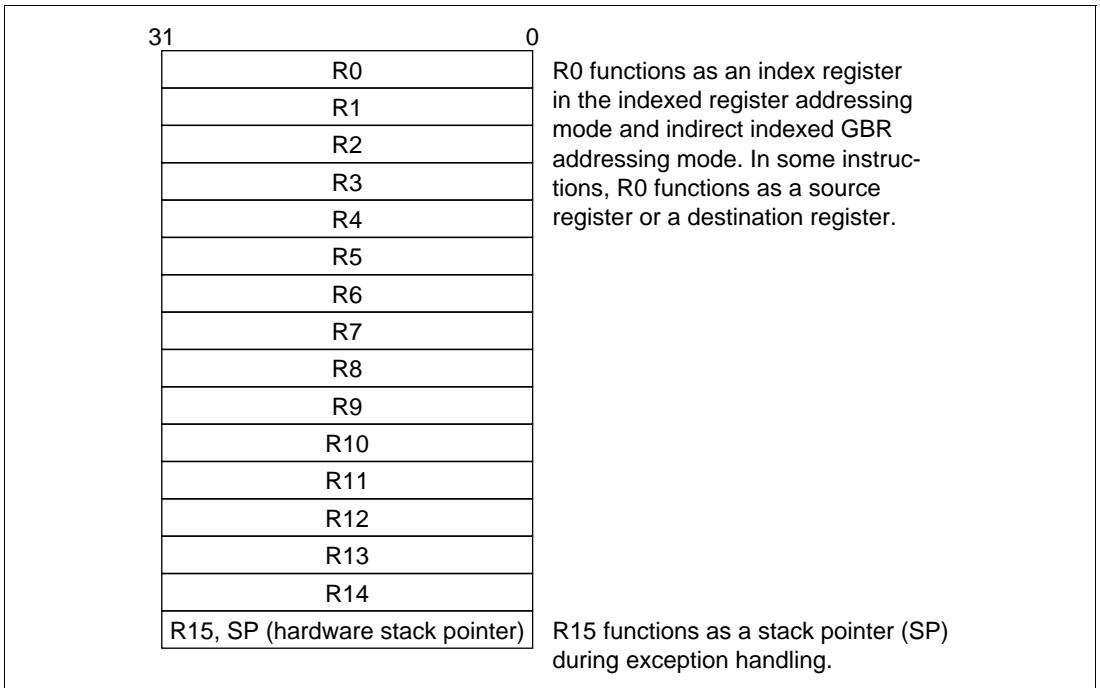 31 0
R0
R1
R2
R3
R4
R5
R6
R7
R8
R9
R10
R11
R12
R13
R14
R15, SP (hardware stack pointer)
R0 functions as an index register
in the indexed register addressing
mode and indirect indexed GBR
addressing mode. In some instruc-
tions, R0 functions as a source
register or a destination register.
R15 functions as a stack pointer (SP)
during exception handling.